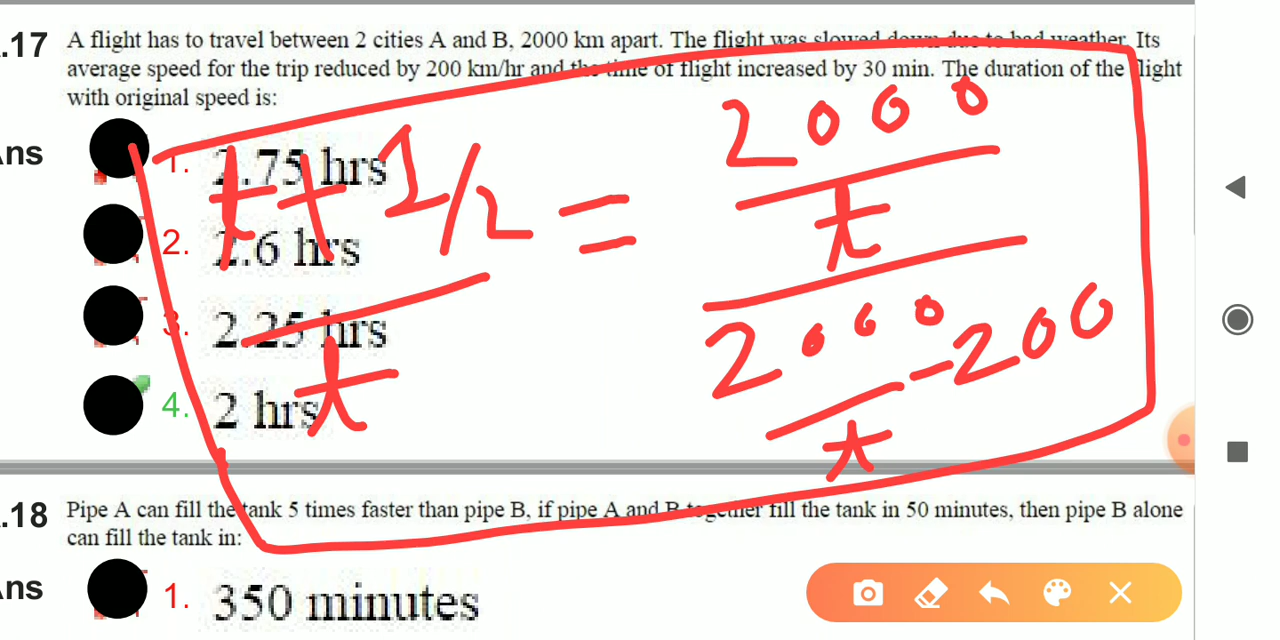 .17 A flight has to travel between 2 cities A and B, 2000 km apart. The flight was slowed down due to bad weather. Its
average speed for the trip reduced by 200 km/hr and the time of flight increased by 30 min. The duration of the flight
with original speed is:
ns
1. 2.75 hrs
2. 2.6 hrs
3. 2.25 hrs
4. 2 hrs
t+1/2 = 2000
t
t
2000 - 200
t
.18 Pipe A can fill the tank 5 times faster than pipe B, if pipe A and B together fill the tank in 50 minutes, then pipe B alone
can fill the tank in:
ns
1. 350 minutes